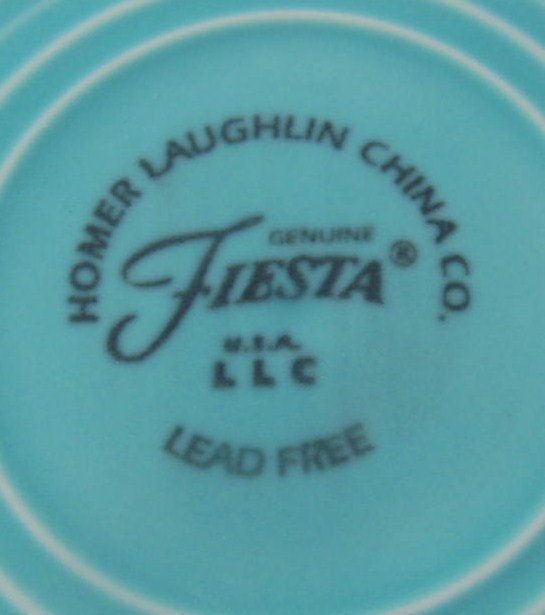 HOMER LAUGHLIN CHINA CO.
GENUINE
FIESTA®
U.S.A.
LLC
LEAD FREE